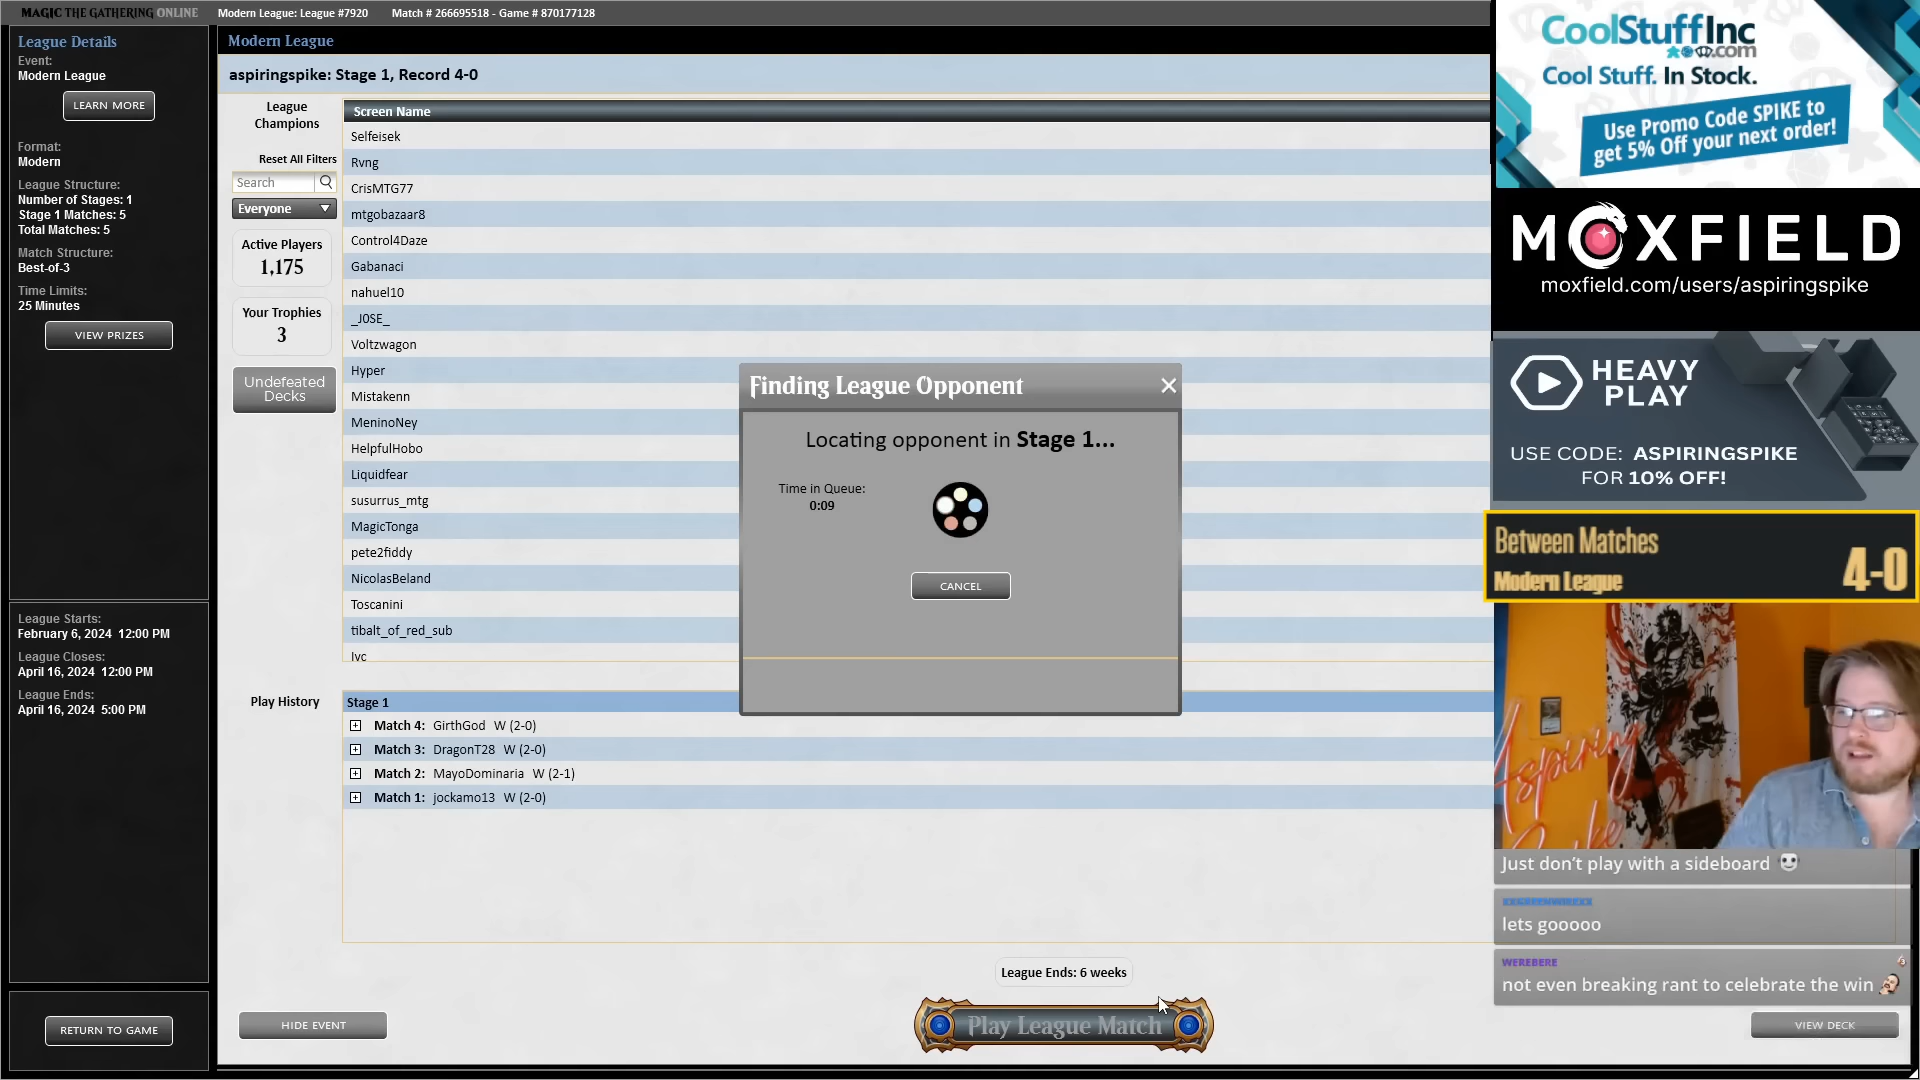 MAGIC THE GATHERING ONLINE
Modern League: League #7920
Match # 266695518 - Game # 870177128
League Details
Event:
Modern League
LEARN MORE
Format:
Modern
League Structure:
Number of Stages: 1
Stage 1 Matches: 5
Total Matches: 5
Match Structure:
Best-of-3
Time Limits:
25 Minutes
VIEW PRIZES
League Starts:
February 6, 2024 12:00 PM
League Closes:
April 16, 2024 12:00 PM
League Ends:
April 16, 2024 5:00 PM
RETURN TO GAME
Modern League
aspiringspike: Stage 1, Record 4-0
League
Champions
Reset All Filters
Search
Everyone
Active Players
1,175
Your Trophies
3
Undefeated
Decks
Screen Name
Selfeisek
Rvng
CrisMTG77
mtgobazaar8
Control4Daze
Gabanaci
nahuel10
_J0SE_
Voltzwagon
Hyper
Mistakenn
MeninoNey
HelpfulHobo
Liquidfear
susurrus_mtg
MagicTonga
pete2fiddy
NicolasBeland
Toscanini
tibalt_of_red_sub
Finding League Opponent
Locating opponent in Stage 1...
Time in Queue:
0:09
CANCEL
Play History
Stage 1
Match 4: GirthGod W (2-0)
Match 3: DragonT28 W (2-0)
Match 2: MayoDominaria W (2-1)
Match 1: jockamo13 W (2-0)
League Ends: 6 weeks
HIDE EVENT
Play League Match
VIEW DECK
CoolStuffInc
.com
Cool Stuff. In Stock.
Use Promo Code SPIKE to
get 5% Off your next order!
MOXFIELD
moxfield.com/users/aspiringspike
HEAVY
PLAY
USE CODE: ASPIRINGSPIKE
FOR 10% OFF!
Between Matches
Modern League
4-0
Aspiring
Spike
Just don't play with a sideboard
lets gooooo
WEREBERE
not even breaking rant to celebrate the win